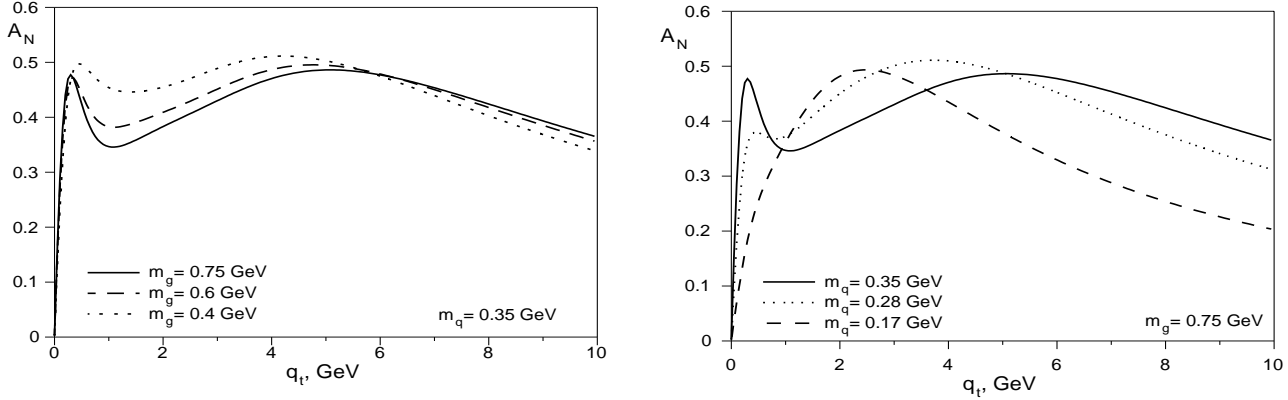 A_N
0.6
0.5
0.4
0.3
0.2
0.1
0
m_g= 0.75 GeV
m_g= 0.6 GeV
m_g= 0.4 GeV
m_q= 0.35 GeV
0 2 4 6 8 10
q_t, GeV
A_N
0.6
0.5
0.4
0.3
0.2
0.1
0
m_q= 0.35 GeV
m_q= 0.28 GeV
m_q= 0.17 GeV
m_g= 0.75 GeV
0 2 4 6 8 10
q_t, GeV